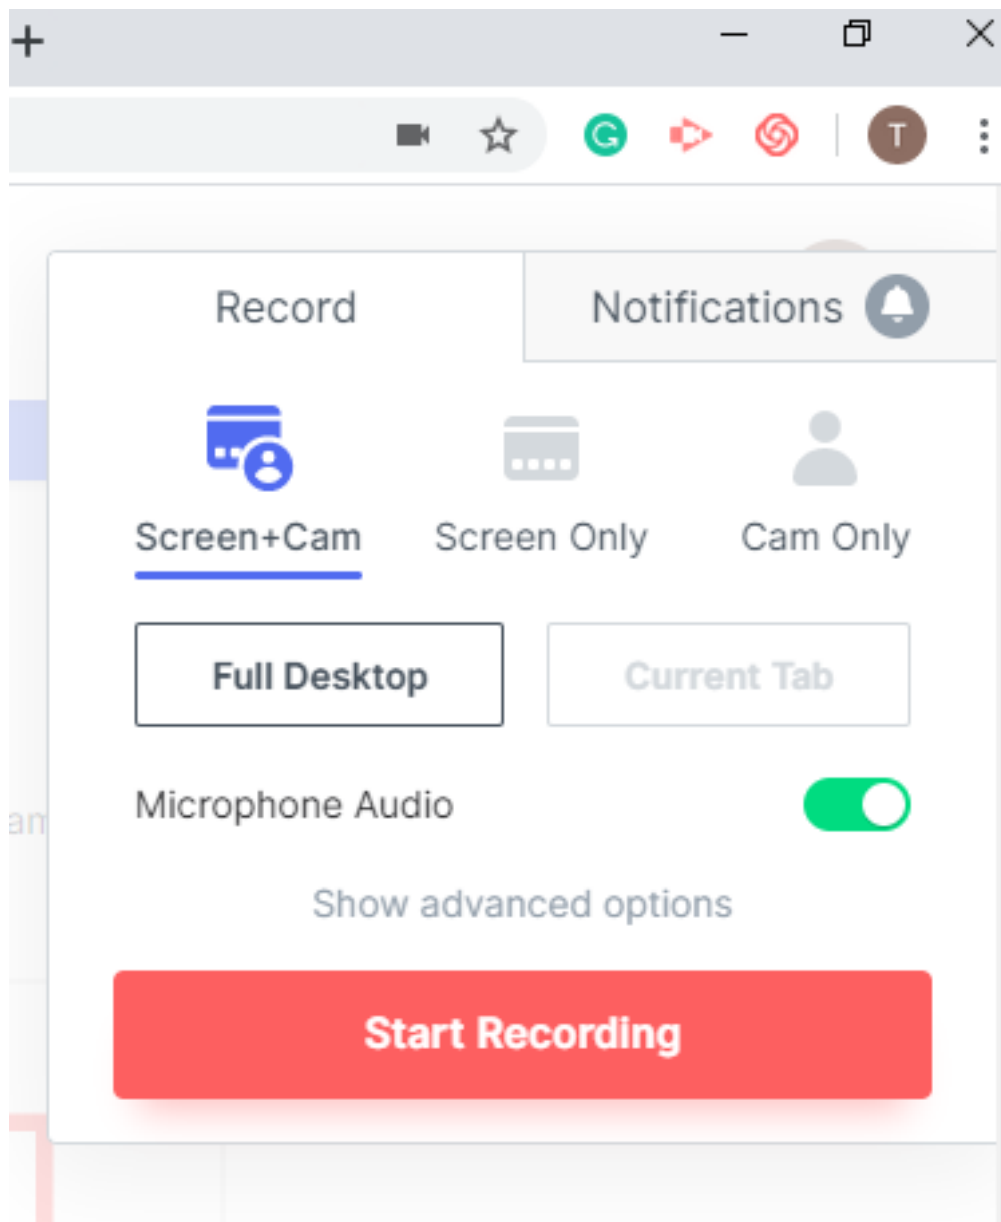 T
Record
Notifications
Screen+Cam
Screen Only
Cam Only
Full Desktop
Current Tab
am
Microphone Audio
Show advanced options
Start Recording